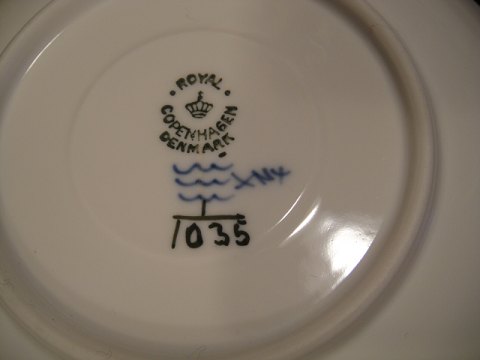 ROYAL
COPENHAGEN
DENMARK
1035